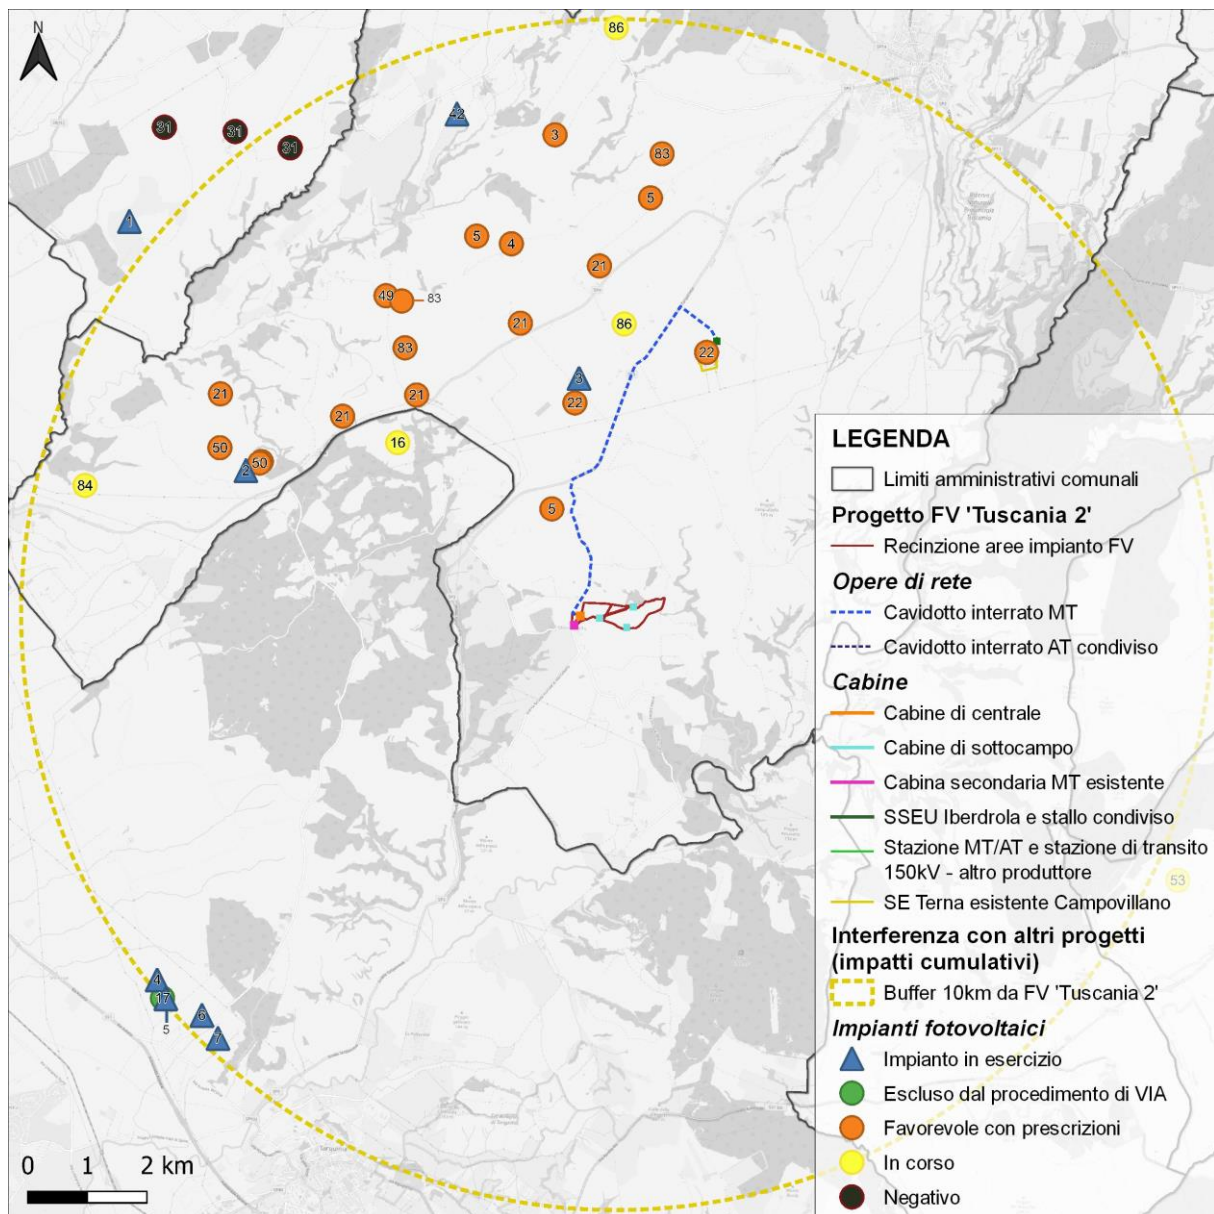 N
86
42
3
83
31
31
31
5
1
5
4
21
49
83
21
86
83
22
3
21
21
22
21
16
50
50
2
84
5
LEGENDA
Limiti amministrativi comunali
Progetto FV 'Tuscania 2'
Recinzione aree impianto FV
Opere di rete
Cavidotto interrato MT
Cavidotto interrato AT condiviso
Cabine
Cabine di centrale
Cabine di sottocampo
Cabina secondaria MT esistente
SSEU Iberdrola e stallo condiviso
Stazione MT/AT e stazione di transito
150kV - altro produttore
SE Terna esistente Campovillano
53
Interferenza con altri progetti
(impatti cumulativi)
Buffer 10km da FV 'Tuscania 2'
Impianti fotovoltaici
Impianto in esercizio
Escluso dal procedimento di VIA
Favorevole con prescrizioni
In corso
Negativo
4
17
5
6
7
0 1 2 km